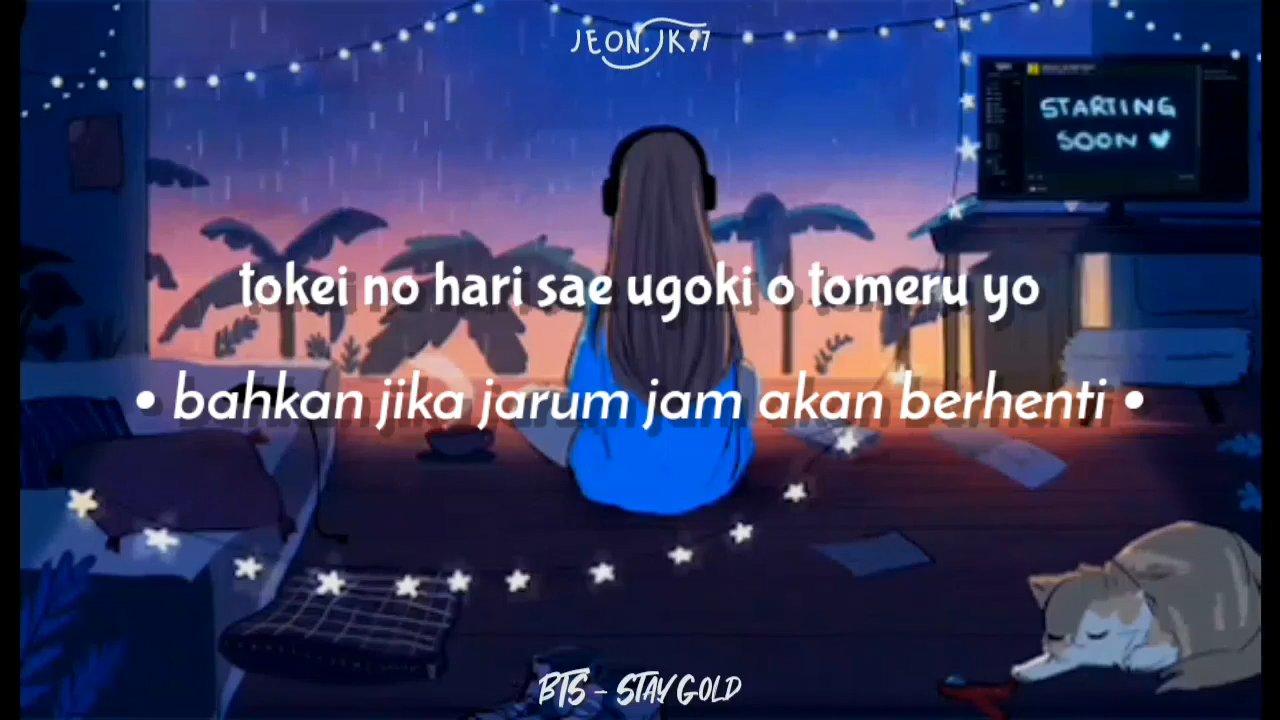 JEON.JK97
STARTING
SOON
tokei no hari sae ugoki o tomeru yo
• bahkan jika jarum jam akan berhenti •
BTS - STAY GOLD